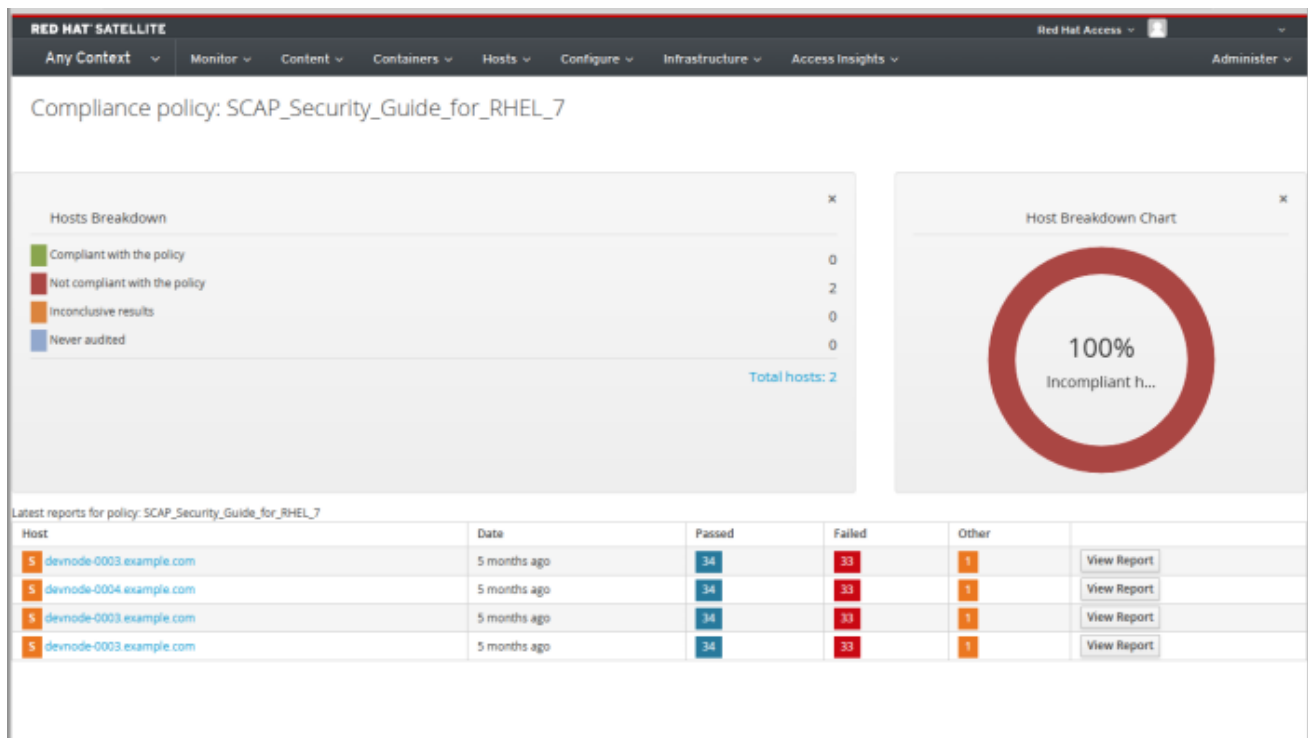 RED HAT SATELLITE
Red Hat Access
Any Context Monitor Content Containers Hosts Configure Infrastructure Access Insights Administer
Compliance policy: SCAP_Security_Guide_for_RHEL_7
Hosts Breakdown
Compliant with the policy 0
Not compliant with the policy 2
Inconclusive results 0
Never audited 0
Total hosts: 2
Host Breakdown Chart
100%
Incompliant h...
Latest reports for policy: SCAP_Security_Guide_for_RHEL_7
Host Date Passed Failed Other
S devnode-0003.example.com 5 months ago 34 33 1 View Report
S devnode-0004.example.com 5 months ago 34 33 1 View Report
S devnode-0003.example.com 5 months ago 34 33 1 View Report
S devnode-0003.example.com 5 months ago 34 33 1 View Report